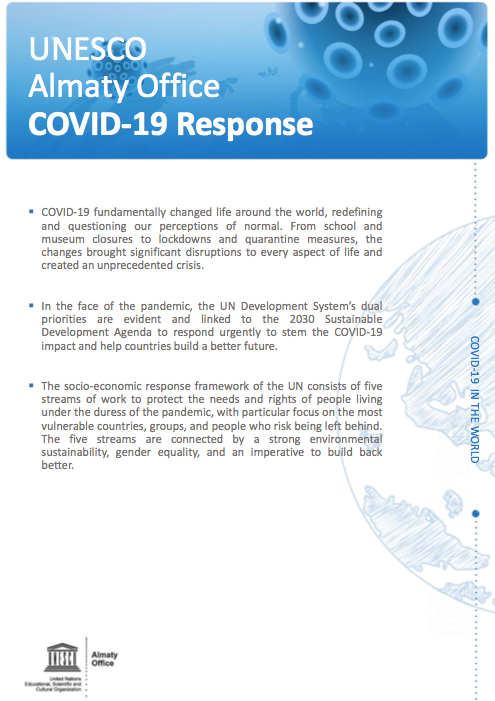 UNESCO
Almaty Office
COVID-19 Response
▪ COVID-19 fundamentally changed life around the world, redefining
and questioning our perceptions of normal. From school and
museum closures to lockdowns and quarantine measures, the
changes brought significant disruptions to every aspect of life and
created an unprecedented crisis.
▪ In the face of the pandemic, the UN Development System's dual
priorities are evident and linked to the 2030 Sustainable
Development Agenda to respond urgently to stem the COVID-19
impact and help countries build a better future.
▪ The socio-economic response framework of the UN consists of five
streams of work to protect the needs and rights of people living
under the duress of the pandemic, with particular focus on the most
vulnerable countries, groups, and people who risk being left behind.
The five streams are connected by a strong environmental
sustainability, gender equality, and an imperative to build back
better.
COVID-19 IN THE WORLD
United Nations
Educational, Scientific and
Cultural Organization
Almaty
Office